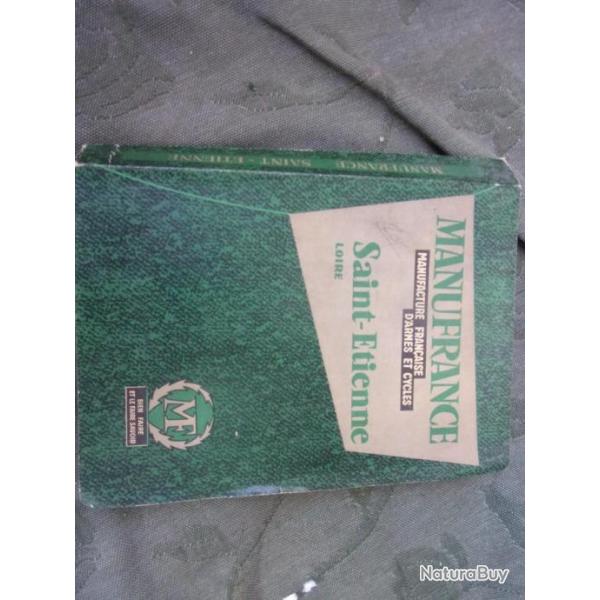 MANUFRANCE
MANUFACTURE FRANÇAISE
D'ARMES ET CYCLES
Saint-Etienne
LOIRE
MF
BIEN FAIRE
ET LE FAIRE SAVOIR
MANUFRANCE SAINT-ETIENNE
NaturaBuy